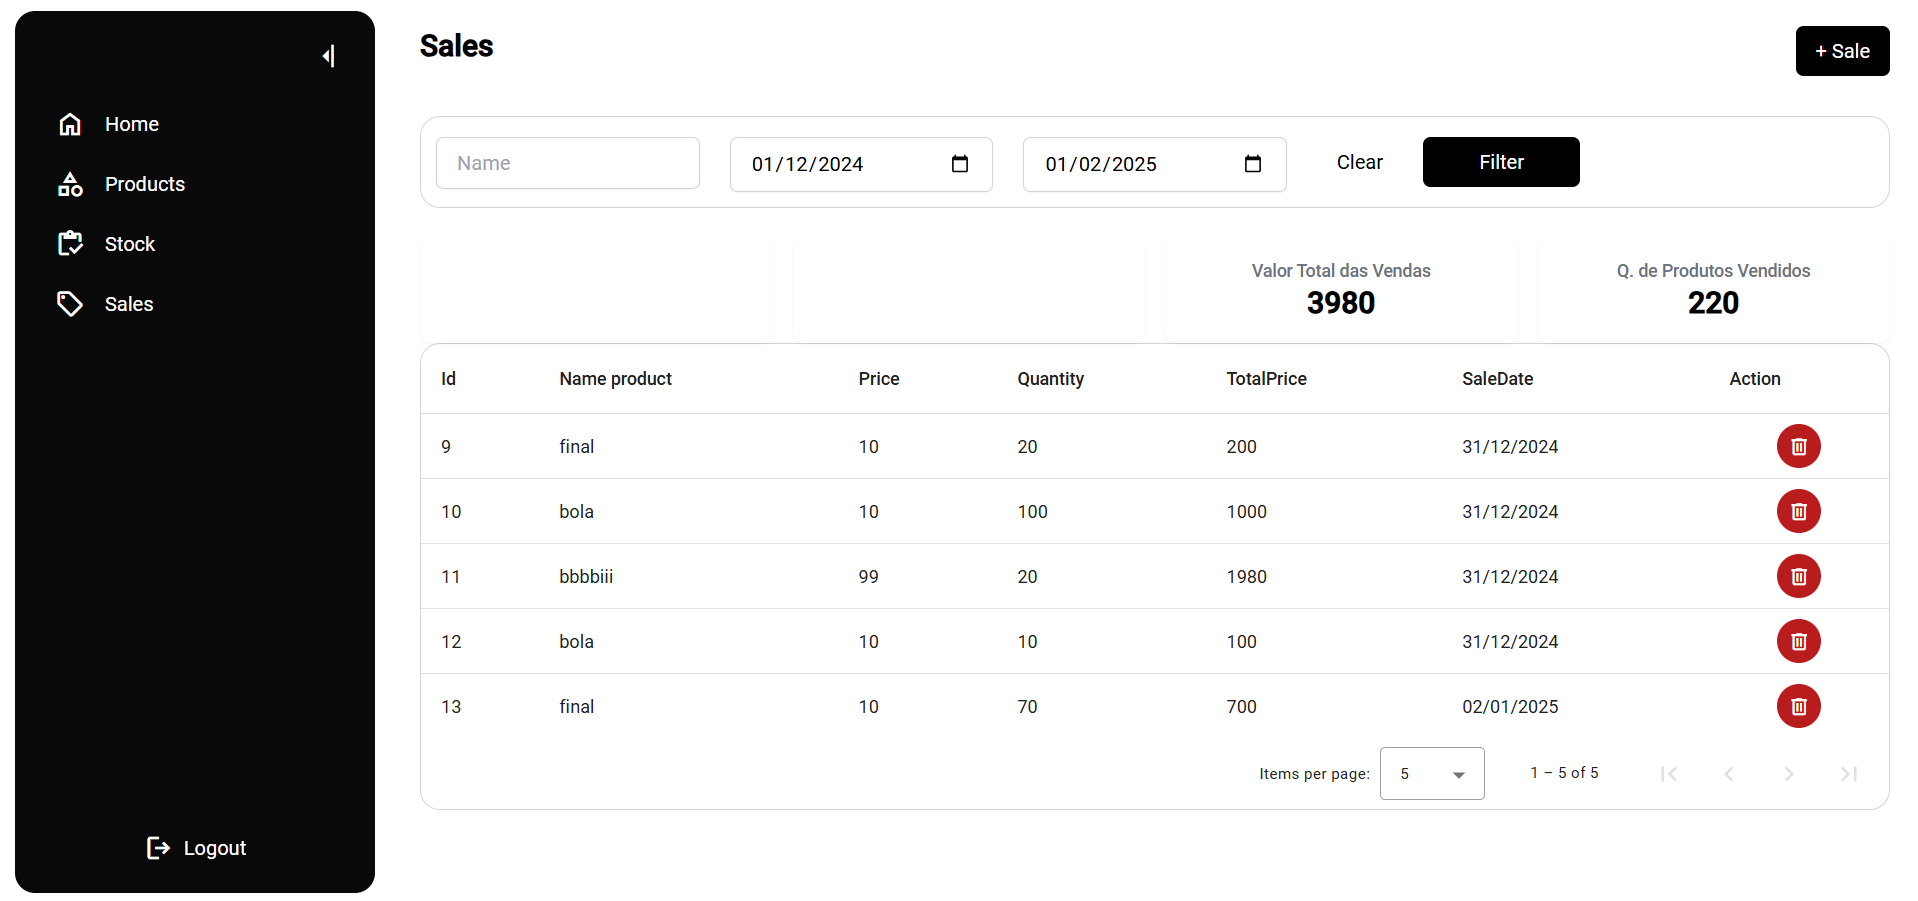 Home
Products
Stock
Sales
Logout
Sales
+ Sale
Name
01/12/2024
01/02/2025
Clear
Filter
Valor Total das Vendas
3980
Q. de Produtos Vendidos
220
Id Name product Price Quantity TotalPrice SaleDate Action
9 final 10 20 200 31/12/2024
10 bola 10 100 1000 31/12/2024
11 bbbbiii 99 20 1980 31/12/2024
12 bola 10 10 100 31/12/2024
13 final 10 70 700 02/01/2025
Items per page: 5 1 – 5 of 5